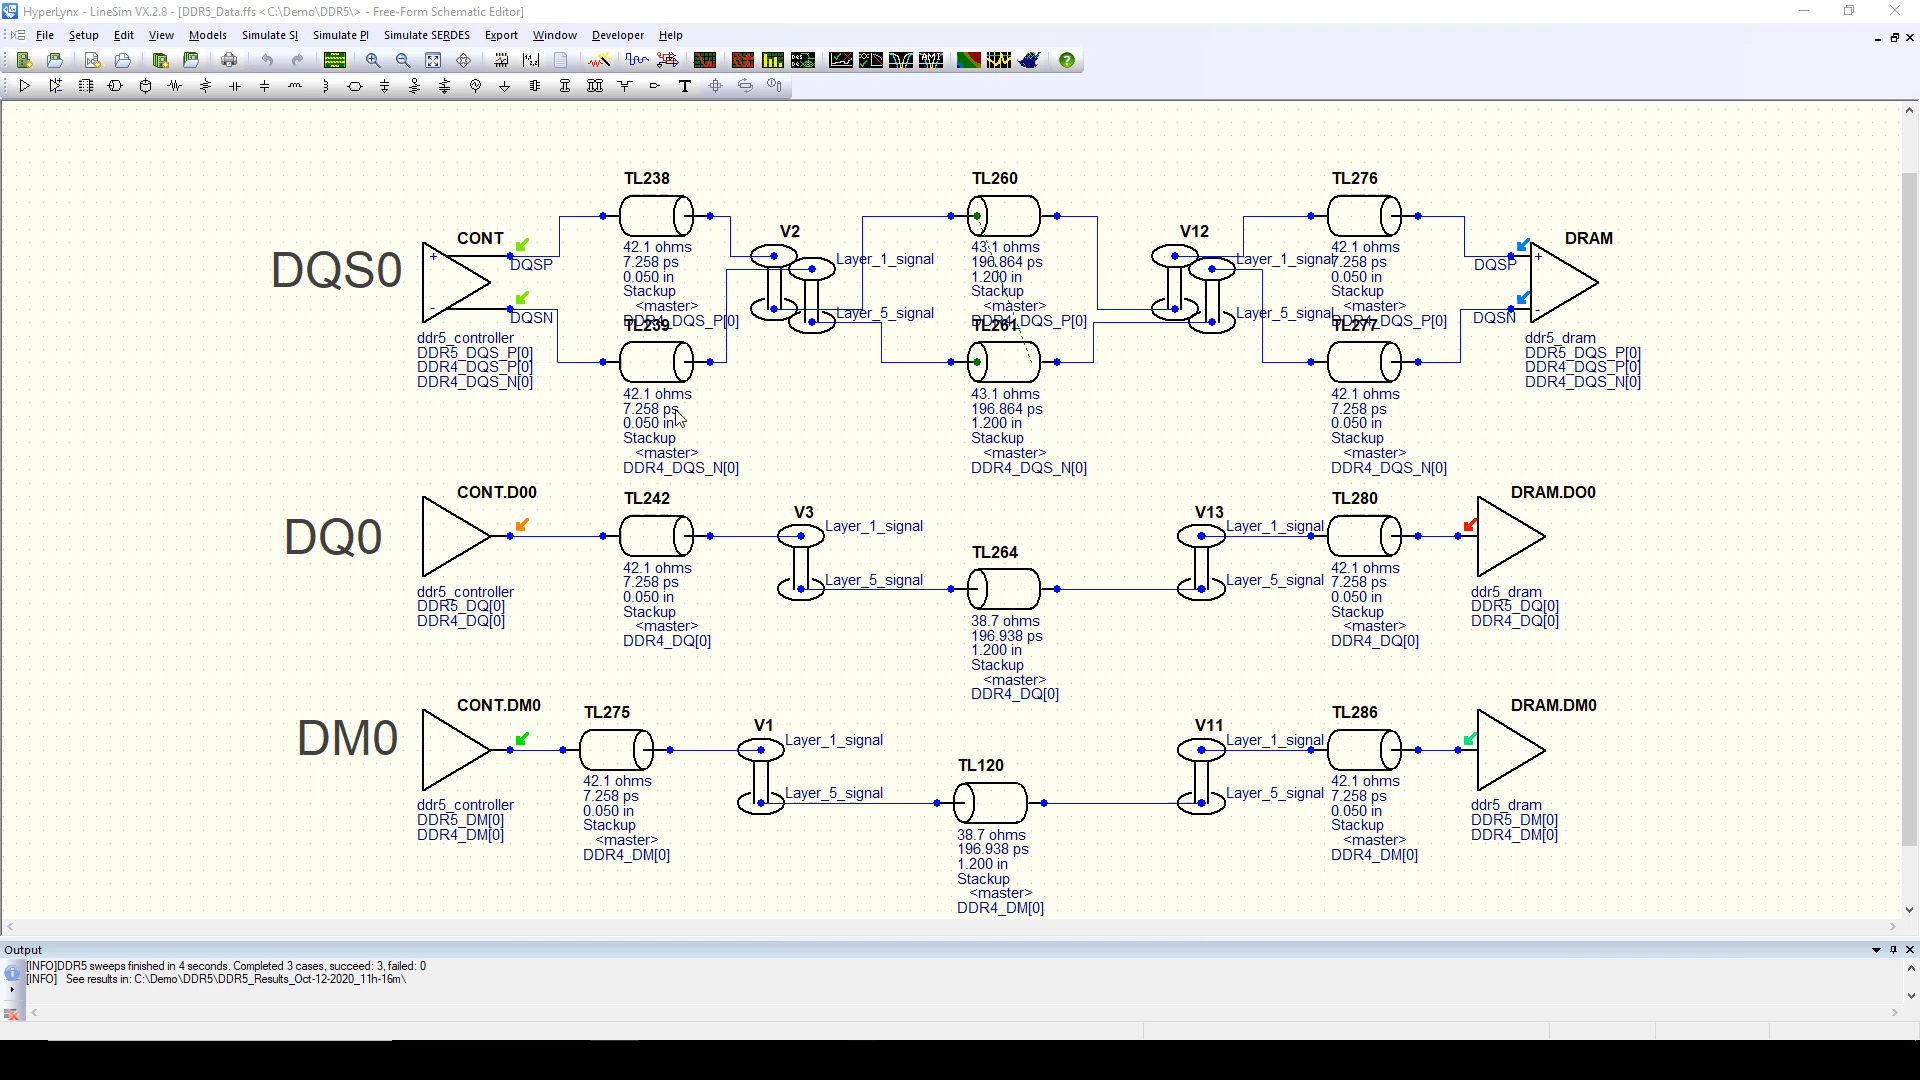 HyperLynx - LineSim VX.2.8 - [DDR5_Data.ffs <C:\Demo\DDR5\> - Free-Form Schematic Editor]
File Setup Edit View Models Simulate SI Simulate PI Simulate SERDES Export Window Developer Help
TL238 TL260 TL276
DQS0
CONT V2 V12 DRAM
DQSP DQSP
DQSN DQSN
42.1 ohms
7.258 ps
0.050 in
Stackup
<master>
DDR4_DQS_P[0]
Layer_1_signal
Layer_5_signal
43.1 ohms
196.864 ps
1.200 in
Stackup
<master>
DDR4_DQS_P[0]
Layer_1_signal
Layer_5_signal
42.1 ohms
7.258 ps
0.050 in
Stackup
<master>
DDR4_DQS_P[0]
ddr5_controller
DDR5_DQS_P[0]
DDR4_DQS_P[0]
DDR4_DQS_N[0]
TL239
42.1 ohms
7.258 ps
0.050 in
Stackup
<master>
DDR4_DQS_N[0]
TL261
43.1 ohms
196.864 ps
1.200 in
Stackup
<master>
DDR4_DQS_N[0]
TL277
42.1 ohms
7.258 ps
0.050 in
Stackup
<master>
DDR4_DQS_N[0]
ddr5_dram
DDR5_DQS_P[0]
DDR4_DQS_P[0]
DDR4_DQS_N[0]
DQ0
CONT.D00
ddr5_controller
DDR5_DQ[0]
DDR4_DQ[0]
TL242
42.1 ohms
7.258 ps
0.050 in
Stackup
<master>
DDR4_DQ[0]
V3
Layer_1_signal
Layer_5_signal
TL264
38.7 ohms
196.938 ps
1.200 in
Stackup
<master>
DDR4_DQ[0]
V13
Layer_1_signal
Layer_5_signal
TL280
42.1 ohms
7.258 ps
0.050 in
Stackup
<master>
DDR4_DQ[0]
DRAM.DO0
ddr5_dram
DDR5_DQ[0]
DDR4_DQ[0]
DM0
CONT.DM0
ddr5_controller
DDR5_DM[0]
DDR4_DM[0]
TL275
42.1 ohms
7.258 ps
0.050 in
Stackup
<master>
DDR4_DM[0]
V1
Layer_1_signal
Layer_5_signal
TL120
38.7 ohms
196.938 ps
1.200 in
Stackup
<master>
DDR4_DM[0]
V11
Layer_1_signal
Layer_5_signal
TL286
42.1 ohms
7.258 ps
0.050 in
Stackup
<master>
DDR4_DM[0]
DRAM.DM0
ddr5_dram
DDR5_DM[0]
DDR4_DM[0]
Output
[INFO]DDR5 sweeps finished in 4 seconds. Completed 3 cases, succeed: 3, failed: 0
[INFO] See results in: C:\Demo\DDR5\DDR5_Results_Oct-12-2020_11h-16m\